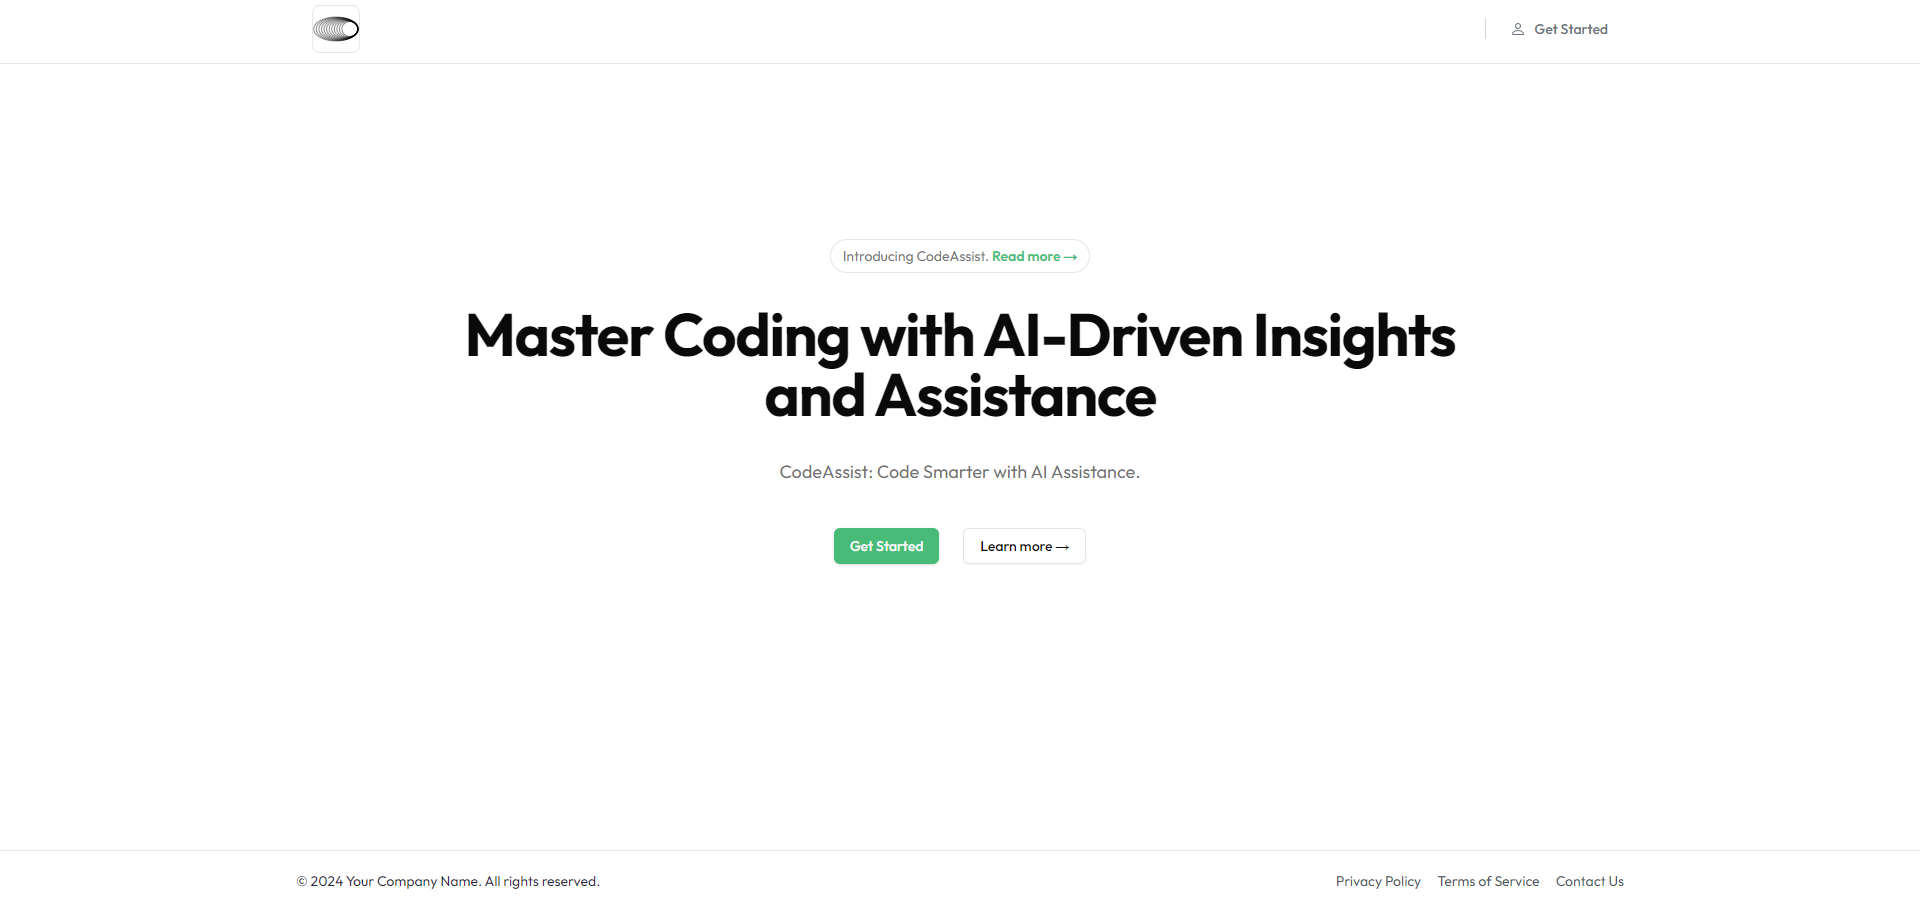 Get Started
Introducing CodeAssist. Read more →
Master Coding with AI-Driven Insights
and Assistance
CodeAssist: Code Smarter with AI Assistance.
Get Started
Learn more →
© 2024 Your Company Name. All rights reserved.
Privacy Policy
Terms of Service
Contact Us